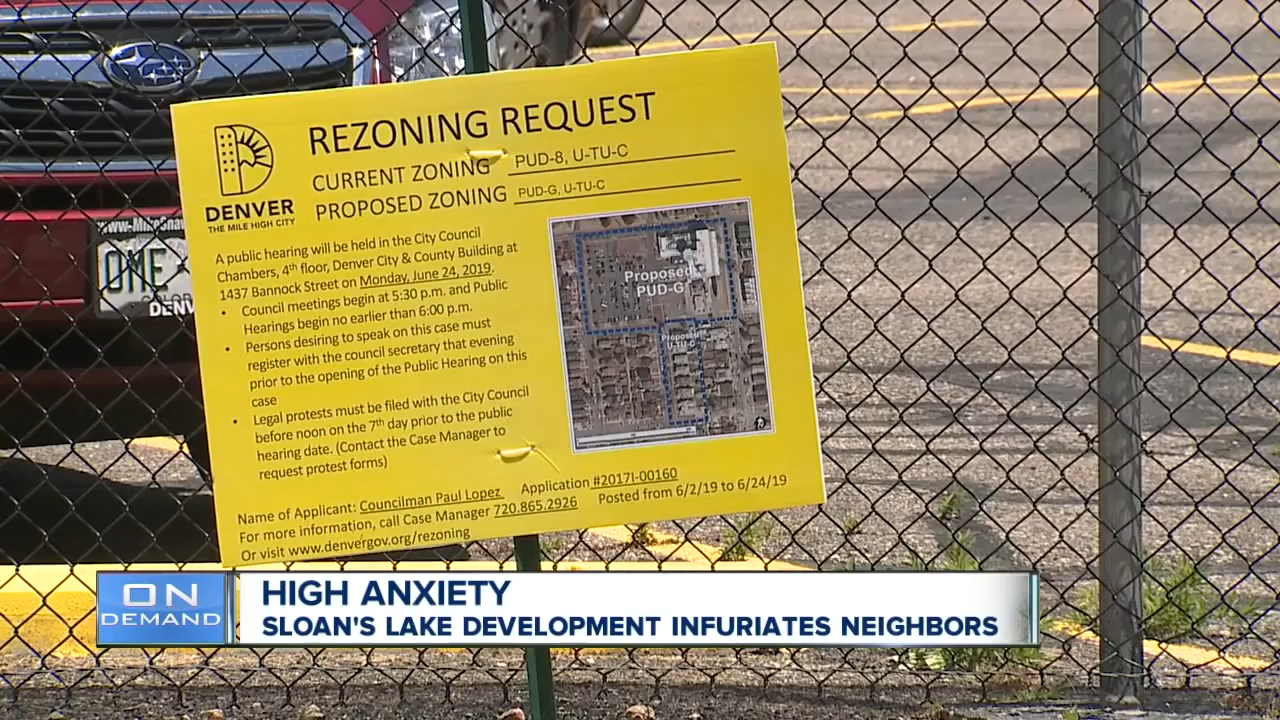 REZONING REQUEST
CURRENT ZONING PUD-8, U-TU-C
PROPOSED ZONING PUD-G, U-TU-C
DENVER
THE MILE HIGH CITY
A public hearing will be held in the City Council
Chambers, 4th floor, Denver City & County Building at
1437 Bannock Street on Monday, June 24, 2019.
• Council meetings begin at 5:30 p.m. and Public
Hearings begin no earlier than 6:00 p.m.
• Persons desiring to speak on this case must
register with the council secretary that evening
prior to the opening of the Public Hearing on this
case
• Legal protests must be filed with the City Council
before noon on the 7th day prior to the public
hearing date. (Contact the Case Manager to
request protest forms)
Proposed
PUD-G
Proposed
U-TU-C
Name of Applicant: Councilman Paul Lopez Application #2017I-00160
For more information, call Case Manager 720.865.2926 Posted from 6/2/19 to 6/24/19
Or visit www.denvergov.org/rezoning
OME
DENV
ON
DEMAND
HIGH ANXIETY
SLOAN'S LAKE DEVELOPMENT INFURIATES NEIGHBORS